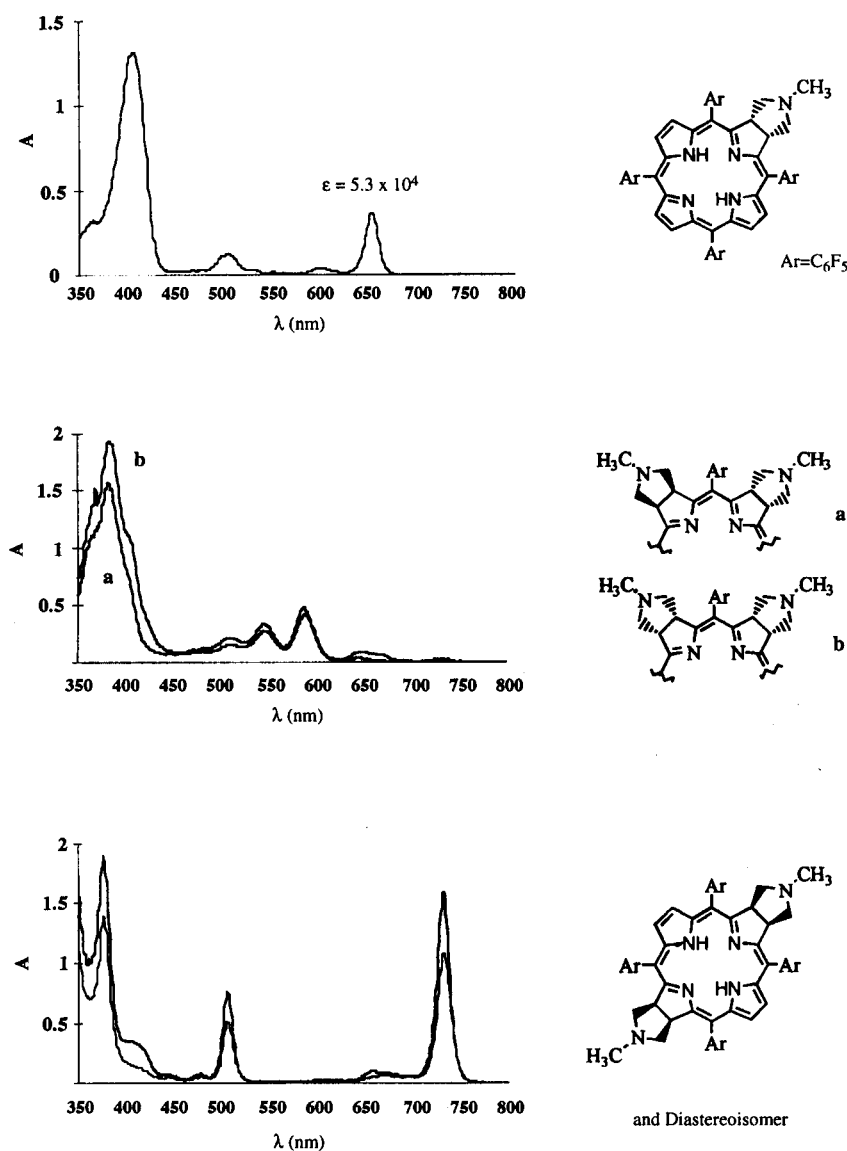 1.5
1
A
0.5
0
350 400 450 500 550 600 650 700 750 800
λ (nm)
ε = 5.3 x 10⁴
Ar
N CH₃
NH N
Ar Ar
N HN
Ar
Ar=C₆F₅
2
1.5
A
1
0.5
b
a
350 400 450 500 550 600 650 700 750 800
λ (nm)
H₃C N Ar N CH₃
N N
a
H₃C N Ar N CH₃
N N
b
2
1.5
A
1
0.5
350 400 450 500 550 600 650 700 750 800
λ (nm)
Ar N CH₃
NH N
Ar Ar
N HN
N Ar
H₃C
and Diastereoisomer